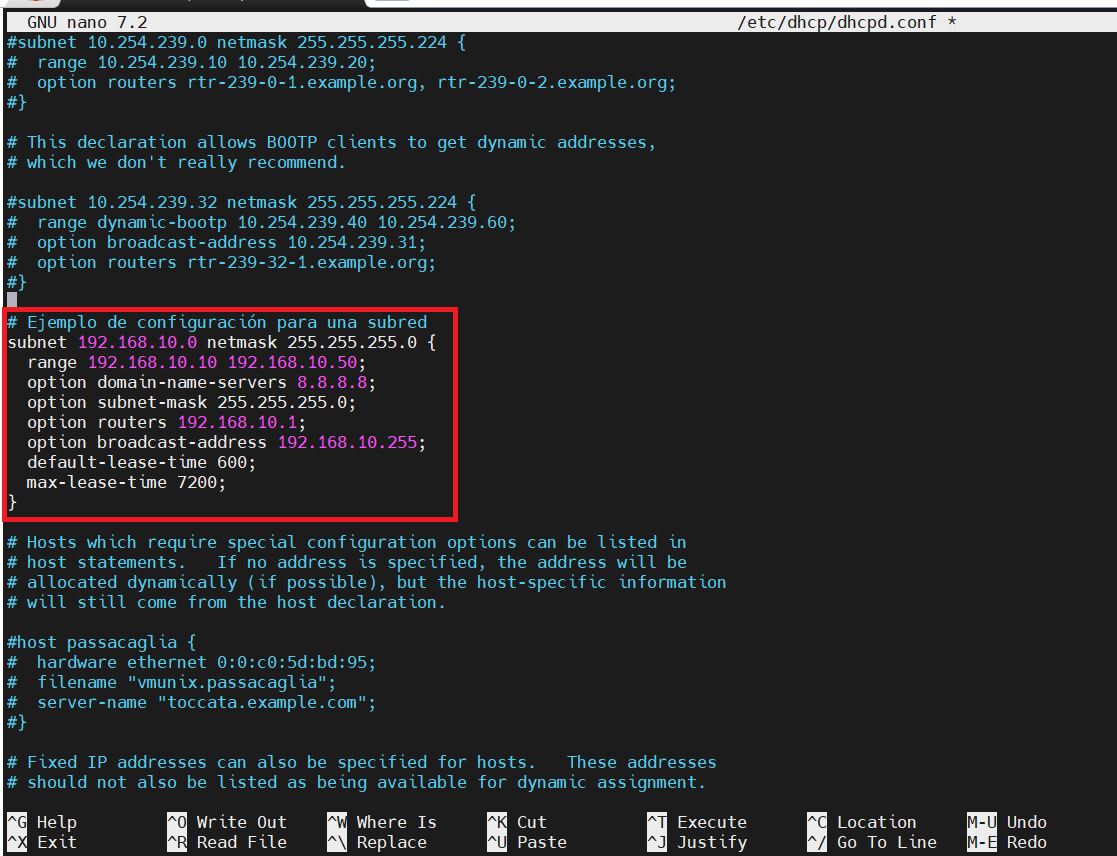 GNU nano 7.2 /etc/dhcp/dhcpd.conf *
#subnet 10.254.239.0 netmask 255.255.255.224 {
#  range 10.254.239.10 10.254.239.20;
#  option routers rtr-239-0-1.example.org, rtr-239-0-2.example.org;
#}
# This declaration allows BOOTP clients to get dynamic addresses,
# which we don't really recommend.
#subnet 10.254.239.32 netmask 255.255.255.224 {
#  range dynamic-bootp 10.254.239.40 10.254.239.60;
#  option broadcast-address 10.254.239.31;
#  option routers rtr-239-32-1.example.org;
#}
# Ejemplo de configuración para una subred
subnet 192.168.10.0 netmask 255.255.255.0 {
  range 192.168.10.10 192.168.10.50;
  option domain-name-servers 8.8.8.8;
  option subnet-mask 255.255.255.0;
  option routers 192.168.10.1;
  option broadcast-address 192.168.10.255;
  default-lease-time 600;
  max-lease-time 7200;
}
# Hosts which require special configuration options can be listed in
# host statements.   If no address is specified, the address will be
# allocated dynamically (if possible), but the host-specific information
# will still come from the host declaration.
#host passacaglia {
#  hardware ethernet 0:0:c0:5d:bd:95;
#  filename "vmunix.passacaglia";
#  server-name "toccata.example.com";
#}
# Fixed IP addresses can also be specified for hosts.   These addresses
# should not also be listed as being available for dynamic assignment.
^G Help ^O Write Out ^W Where Is ^K Cut ^T Execute ^C Location M-U Undo
^X Exit ^R Read File ^\ Replace ^U Paste ^J Justify ^/ Go To Line M-E Redo